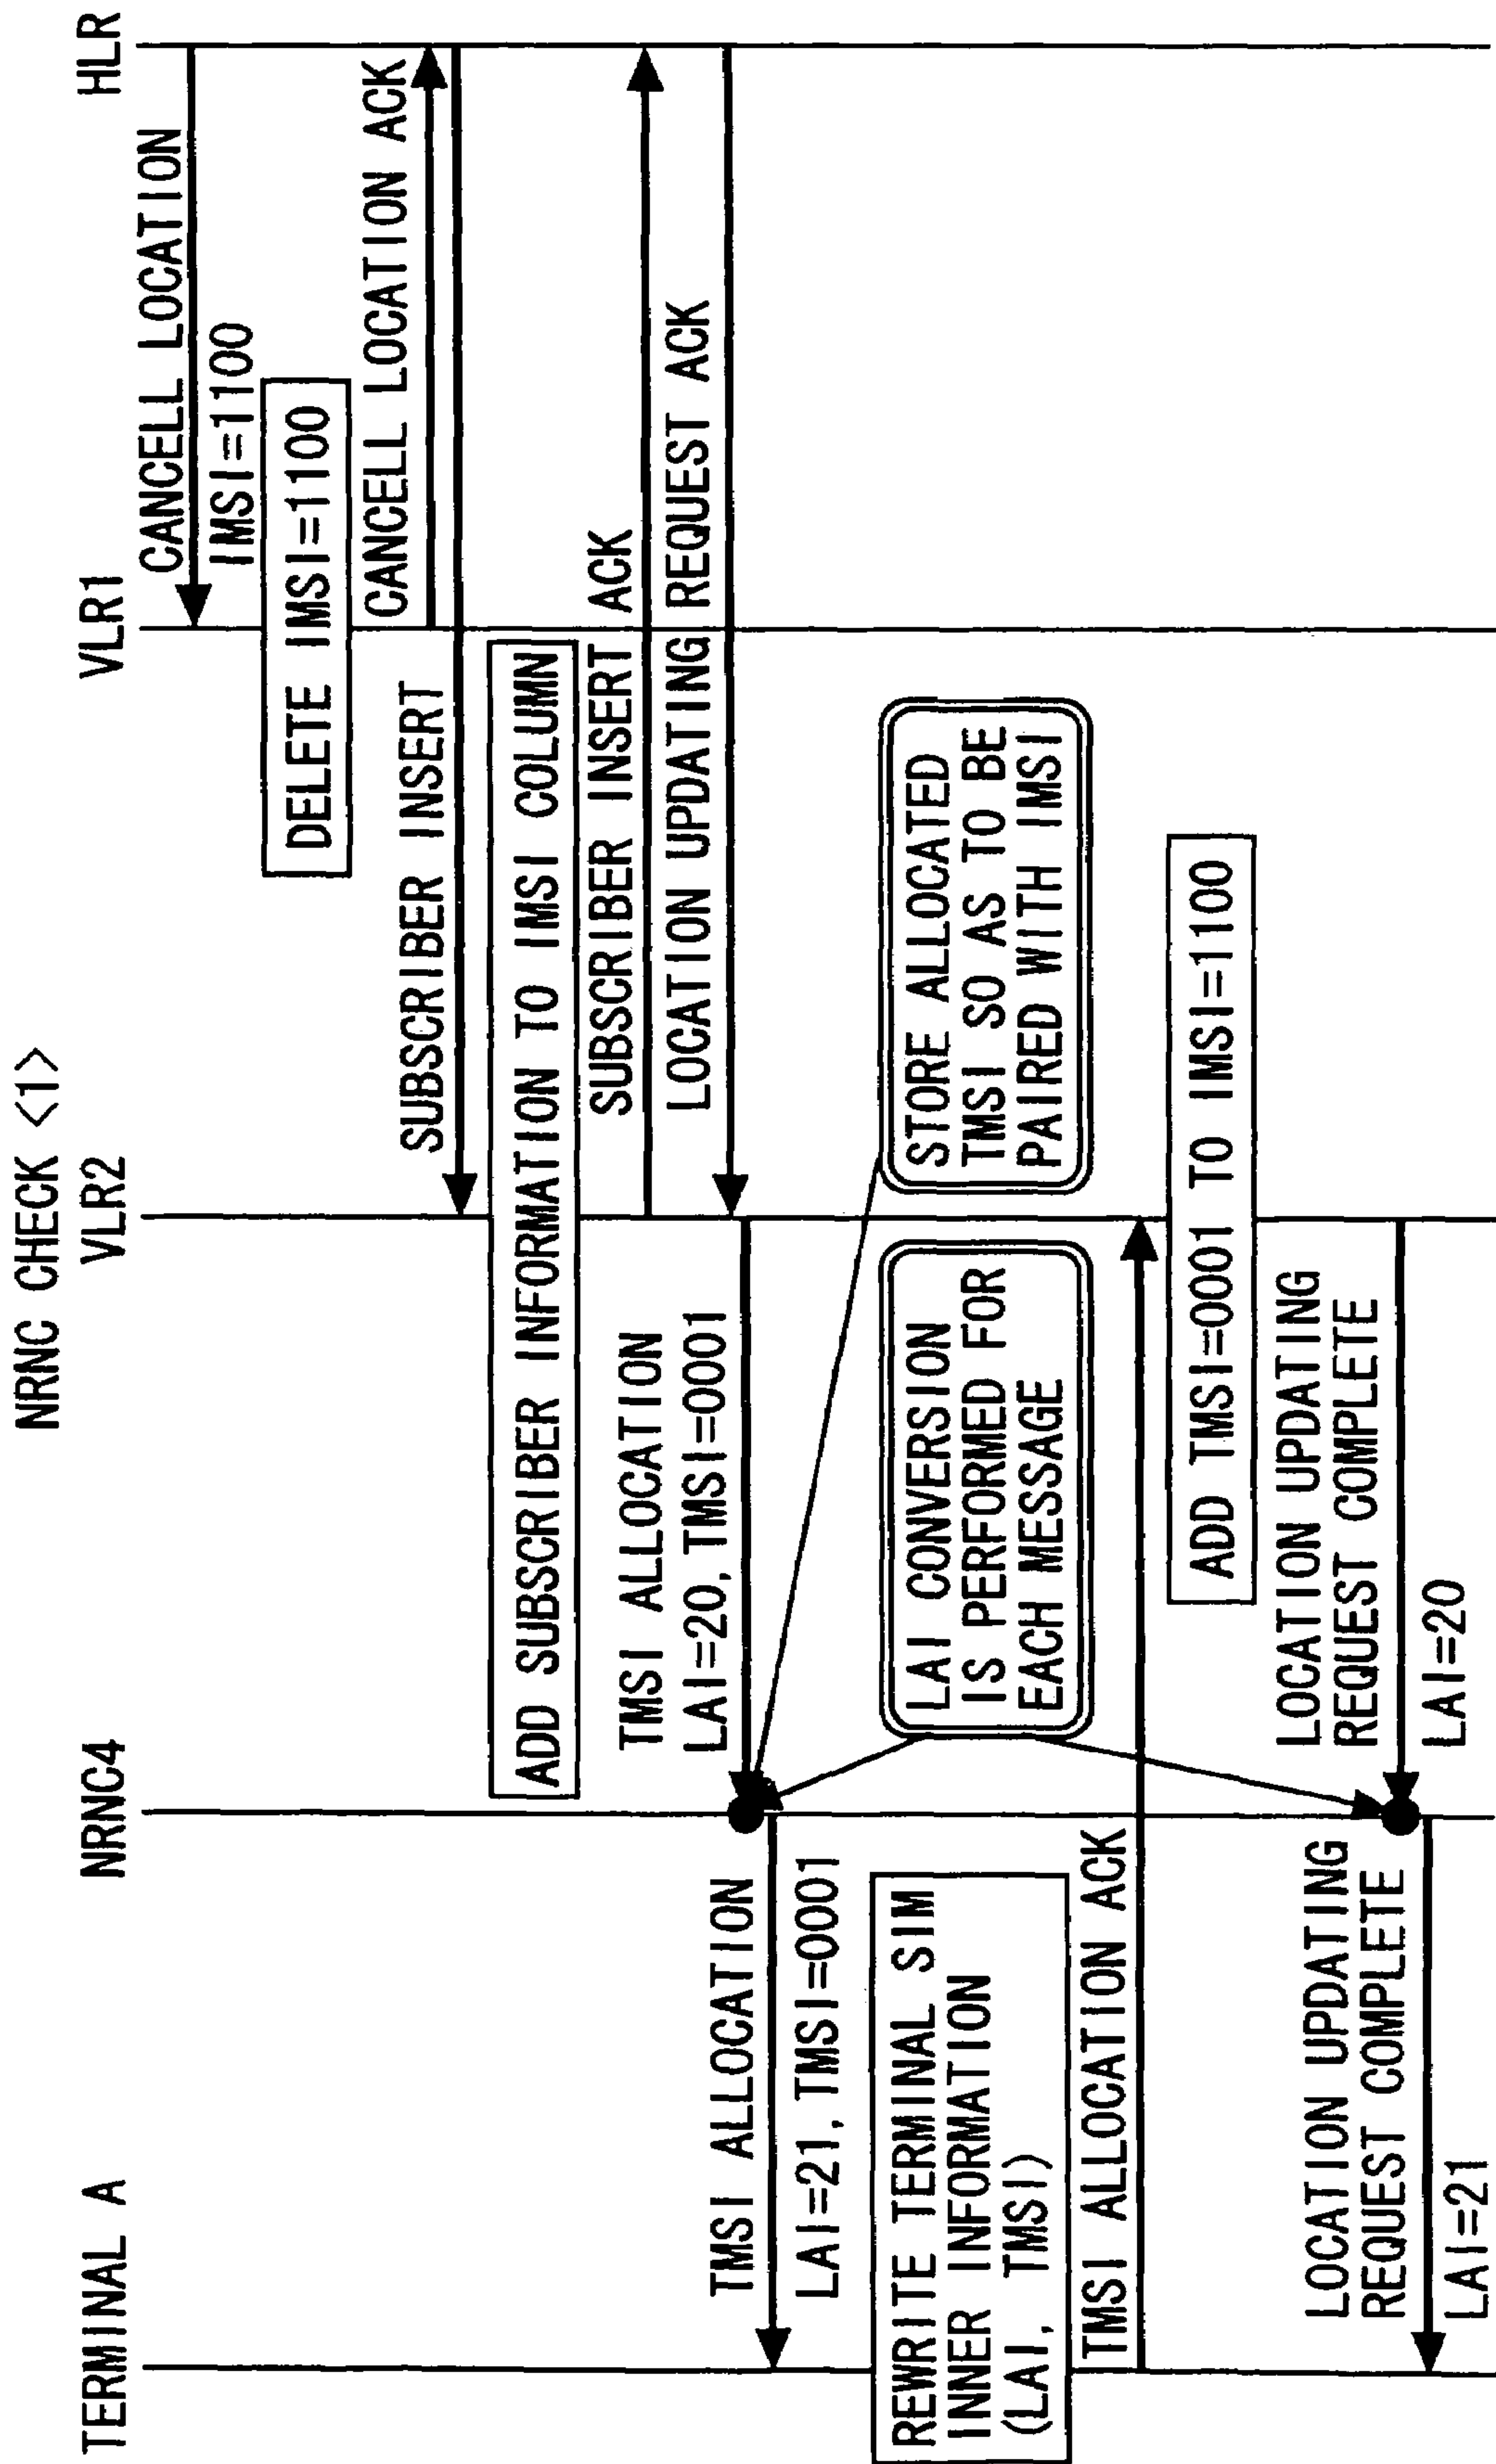 NRNC CHECK <1>
TERMINAL A
NRNC4
VLR2
VLR1
HLR
CANCELL LOCATION
IMSI=1100
DELETE IMSI=1100
CANCELL LOCATION ACK
SUBSCRIBER INSERT
ADD SUBSCRIBER INFORMATION TO IMSI COLUMN
SUBSCRIBER INSERT ACK
LOCATION UPDATING REQUEST ACK
TMSI ALLOCATION
LAI=20, TMSI=0001
TMSI ALLOCATION
LAI=21, TMSI=0001
REWRITE TERMINAL SIM
INNER INFORMATION
(LAI, TMSI)
LAI CONVERSION
IS PERFORMED FOR
EACH MESSAGE
STORE ALLOCATED
TMSI SO AS TO BE
PAIRED WITH IMSI
TMSI ALLOCATION ACK
ADD TMSI=0001 TO IMSI=1100
LOCATION UPDATING
REQUEST COMPLETE
LAI=20
LOCATION UPDATING
REQUEST COMPLETE
LAI=21